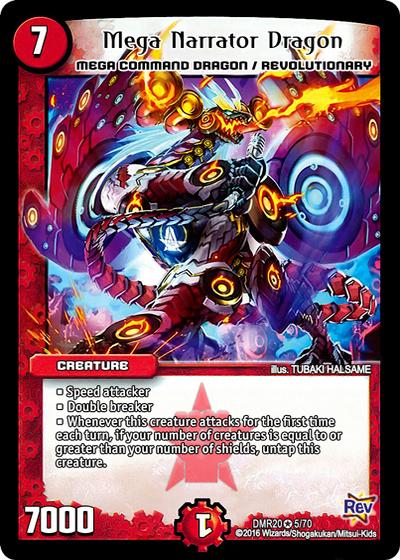 7
Mega Narrator Dragon
MEGA COMMAND DRAGON / REVOLUTIONARY
CREATURE
illus. TUBAKI HALSAME
▪ Speed attacker
▪ Double breaker
▪ Whenever this creature attacks for the first time
each turn, if your number of creatures is equal to or
greater than your number of shields, untap this
creature.
7000
1
DMR20 ✪ 5/70
©2016 Wizards/Shogakukan/Mitsui-Kids
Rev